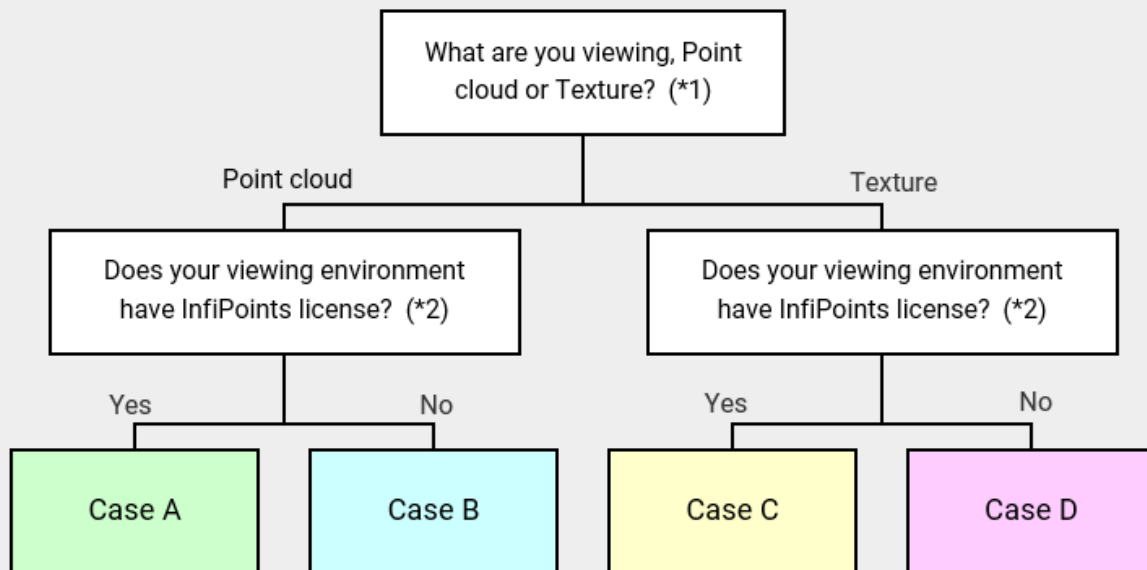 What are you viewing, Point
cloud or Texture? (*1)
Point cloud
Texture
Does your viewing environment
have InfiPoints license? (*2)
Does your viewing environment
have InfiPoints license? (*2)
Yes
No
Yes
No
Case A
Case B
Case C
Case D